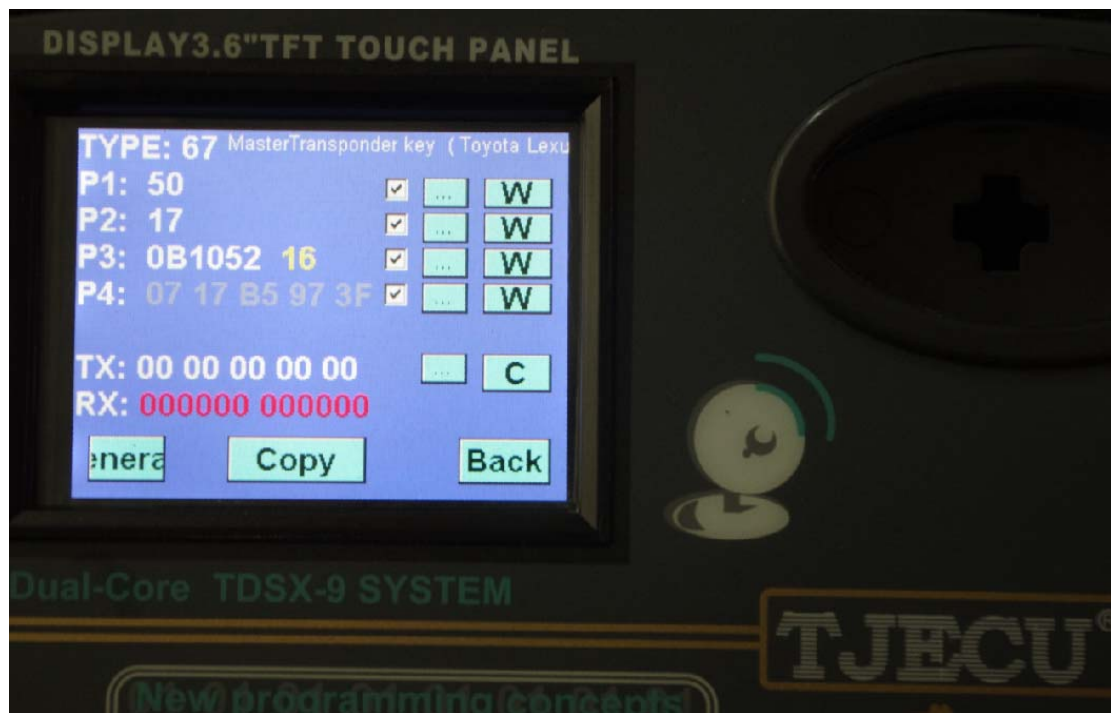 DISPLAY3.6"TFT TOUCH PANEL
TYPE: 67 MasterTransponder key ( Toyota Lexu
P1: 50 ... W
P2: 17 ... W
P3: 0B1052 16 ... W
P4: 07 17 B5 97 3F ... W
TX: 00 00 00 00 00 ... C
RX: 000000 000000
enera Copy Back
Dual-Core TDSX-9 SYSTEM
TJECU®
New programming concepts